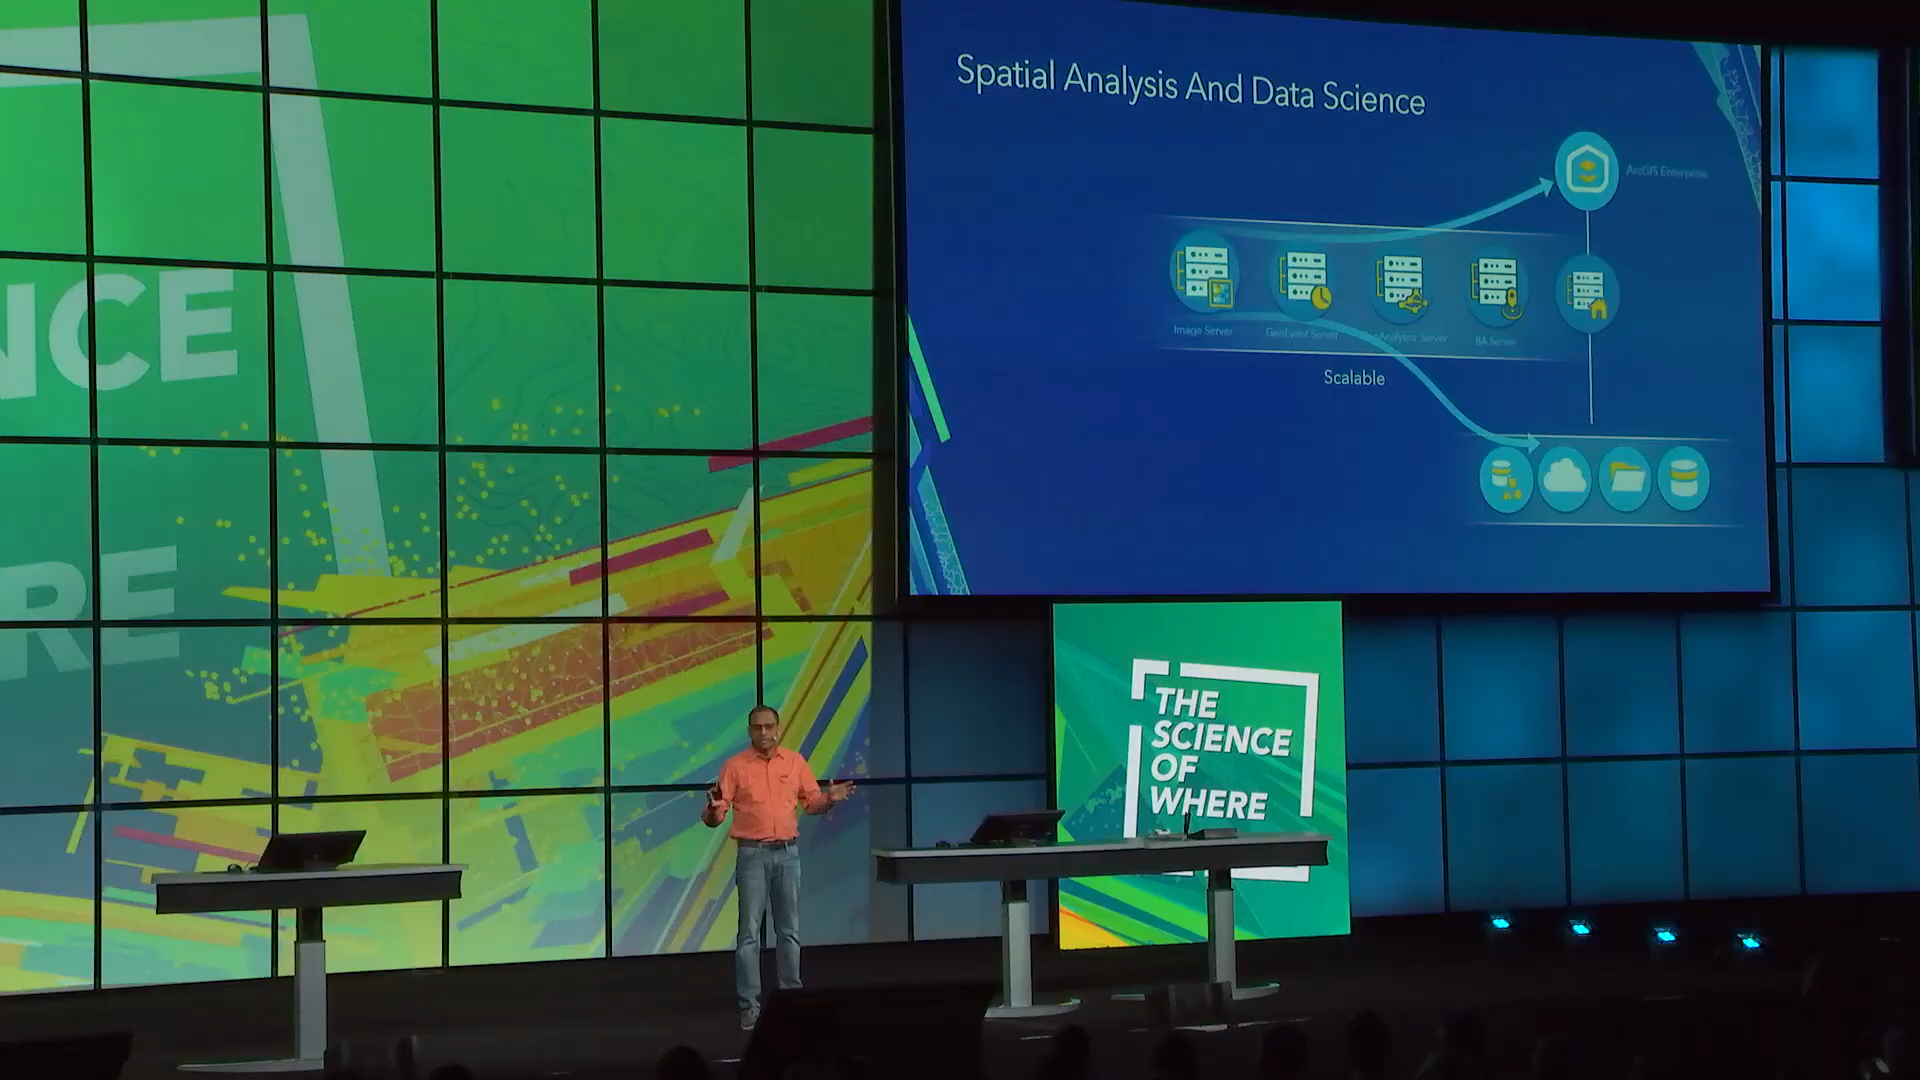 NCE
RE
Spatial Analysis And Data Science
ArcGIS Enterprise
Image Server
GeoEvent Server
Server
BA Server
Scalable
THE
SCIENCE
OF
WHERE